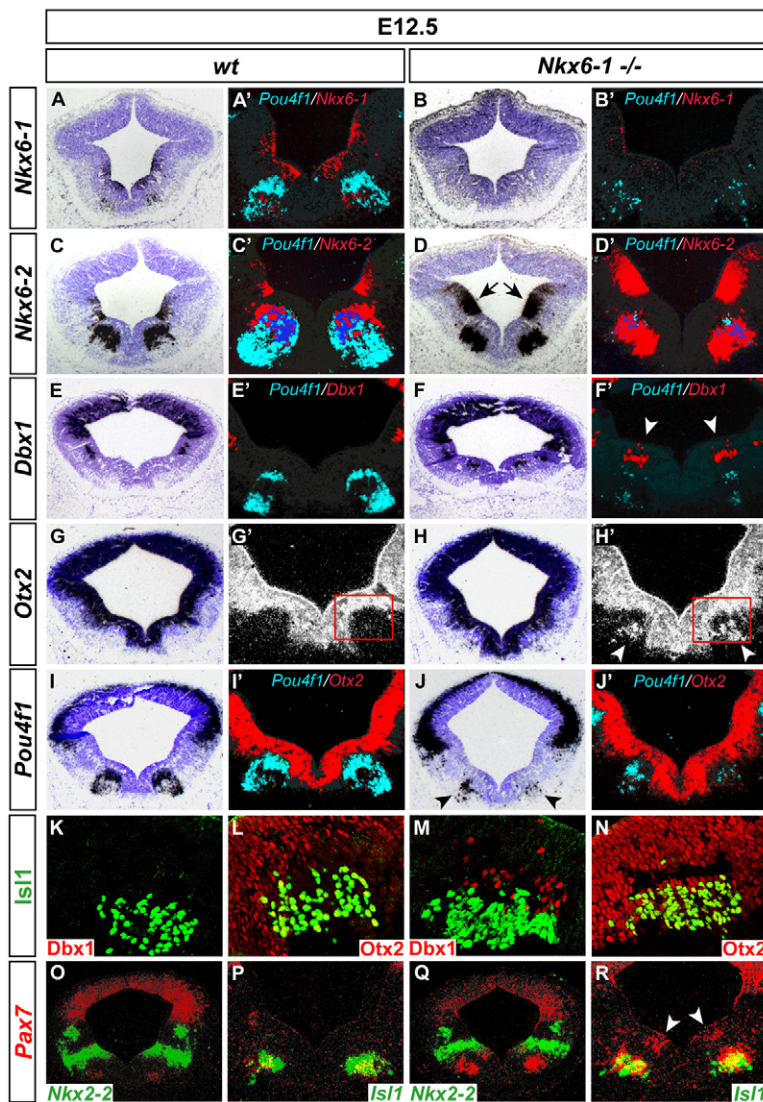 E12.5
wt
Nkx6-1 -/-
Nkx6-1
A
A' Pou4f1/Nkx6-1
B
B' Pou4f1/Nkx6-1
Nkx6-2
C
C' Pou4f1/Nkx6-2
D
D' Pou4f1/Nkx6-2
Dbx1
E
E' Pou4f1/Dbx1
F
F' Pou4f1/Dbx1
Otx2
G
G'
H
H'
Pou4f1
I
I' Pou4f1/Otx2
J
J' Pou4f1/Otx2
Isl1
K
Dbx1
L
Otx2
M
Dbx1
N
Otx2
Pax7
O
Nkx2-2
P
Isl1
Q
Nkx2-2
R
Isl1